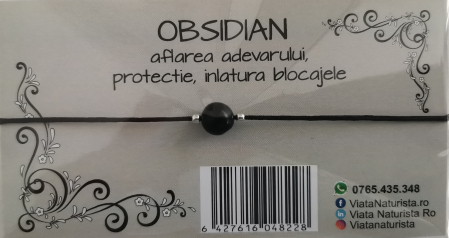 OBSIDIAN
aflarea adevarului,
protectie, inlatura blocajele
0765.435.348
ViataNaturista.ro
Viata Naturista Ro
Viatanaturista
6 427616 048228